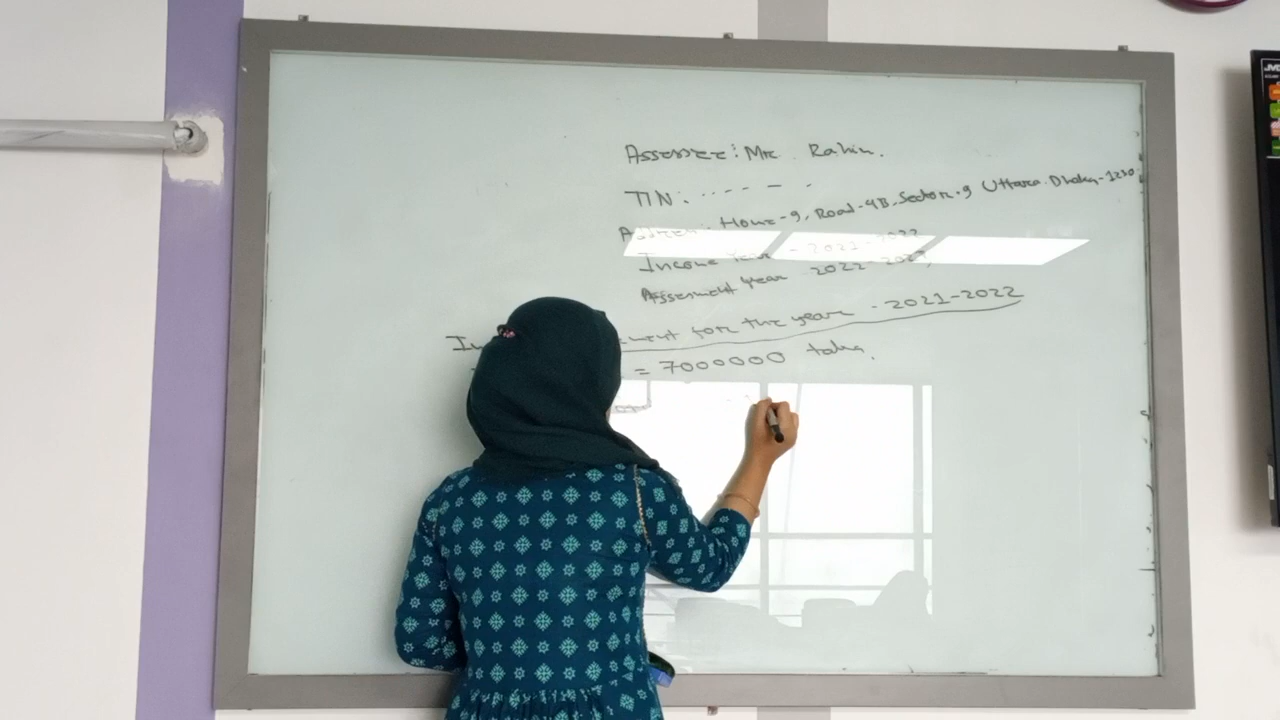 Assessee: Mr. Rahim.
TIN: ..- - - - .
Address: House-9, Road-4B, Sector-9 Uttara. Dhaka-1230
Income Year - 2021-2022
Assessment year 2022-2023
for the year - 2021-2022
= 7000000 taka.